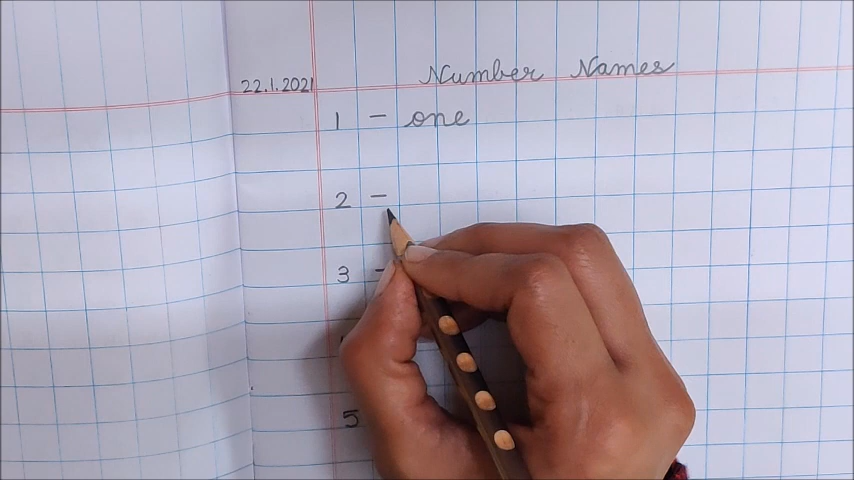 Number Names
22.1.2021
1 - one
2 -
3 -
5